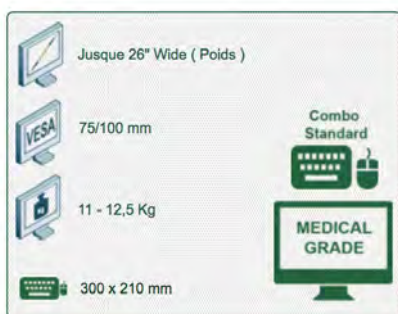 Jusque 26" Wide ( Poids )
VESA
75/100 mm
KG
11 - 12,5 Kg
300 x 210 mm
Combo
Standard
MEDICAL
GRADE